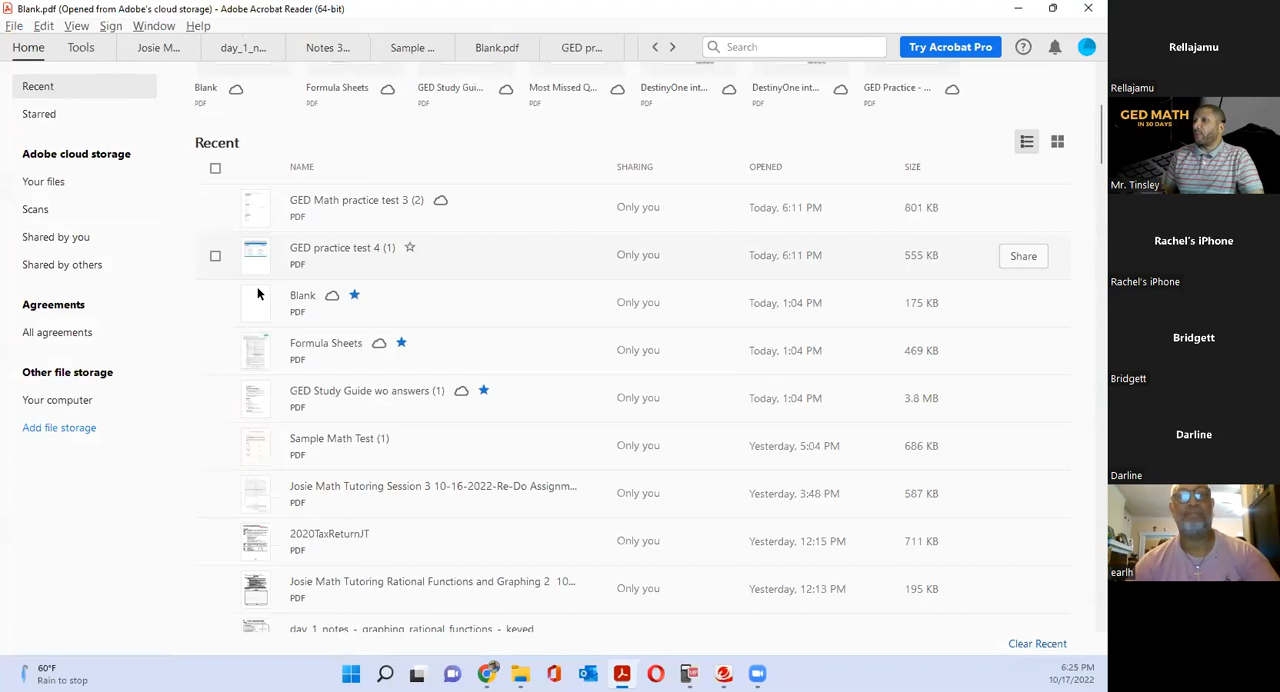 Blank.pdf (Opened from Adobe's cloud storage) - Adobe Acrobat Reader (64-bit)
File Edit View Sign Window Help
Home Tools Josie M... day_1_n... Notes 3... Sample ... Blank.pdf GED pr... Search Try Acrobat Pro
Recent
Starred
Adobe cloud storage
Your files
Scans
Shared by you
Shared by others
Agreements
All agreements
Other file storage
Your computer
Add file storage
Blank Formula Sheets GED Study Gui... Most Missed Q... DestinyOne int... DestinyOne int... GED Practice - ...
PDF PDF PDF PDF PDF PDF PDF
Recent
NAME SHARING OPENED SIZE
GED Math practice test 3 (2) Only you Today, 6:11 PM 601 KB
PDF
GED practice test 4 (1) Only you Today, 6:11 PM 555 KB Share
PDF
Blank Only you Today, 1:04 PM 175 KB
PDF
Formula Sheets Only you Today, 1:04 PM 469 KB
PDF
GED Study Guide wo answers (1) Only you Today, 1:04 PM 3.8 MB
PDF
Sample Math Test (1) Only you Yesterday, 5:04 PM 686 KB
PDF
Josie Math Tutoring Session 3 10-16-2022-Re-Do Assignm... Only you Yesterday, 3:48 PM 587 KB
PDF
2020TaxReturnJT Only you Yesterday, 12:15 PM 711 KB
PDF
Josie Math Tutoring Rational Functions and Graphing 2 10... Only you Yesterday, 12:13 PM 195 KB
PDF
day_1_notes_-_graphing_rational_functions_-_keyed
Clear Recent
60°F
Rain to stop
6:25 PM
10/17/2022
Rellajamu
Rellajamu
GED MATH
IN 30 DAYS
Mr. Tinsley
Rachel's iPhone
Rachel's iPhone
Bridgett
Bridgett
Darline
Darline
earlh